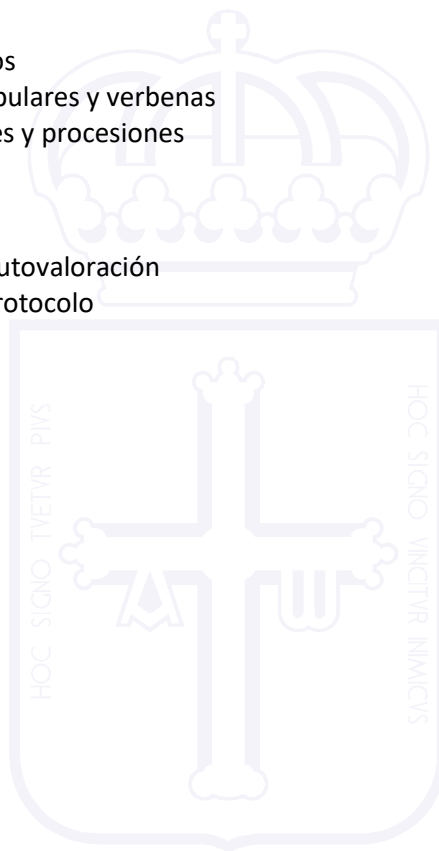 os
pulares y verbenas
es y procesiones
utovaloración
rotocolo
HOC SIGNO TVETVR PIVS
HOC SIGNO VINCITVR INIMICVS